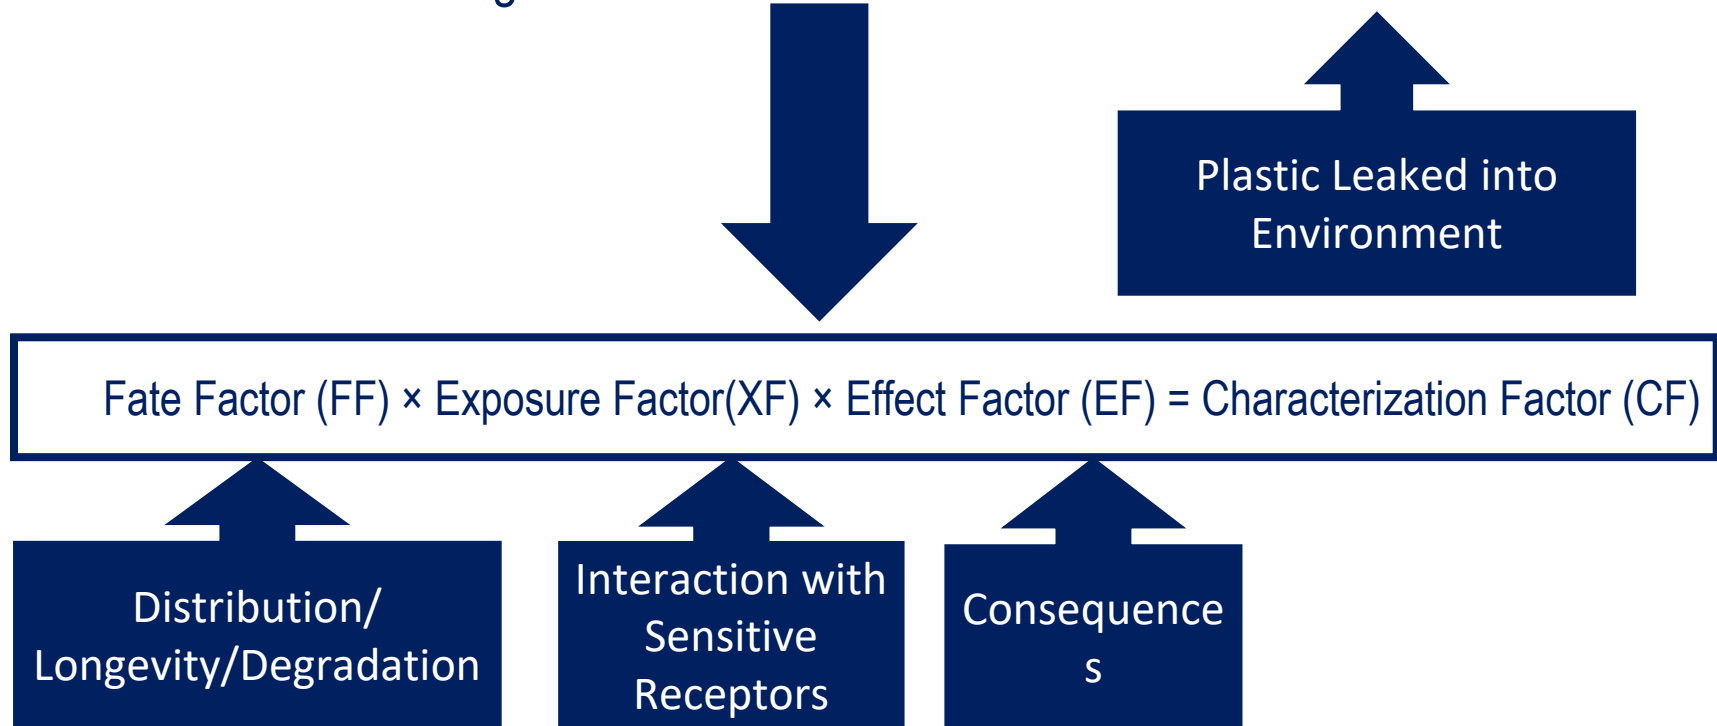 Plastic Leaked into
Environment
Fate Factor (FF) × Exposure Factor(XF) × Effect Factor (EF) = Characterization Factor (CF)
Distribution/
Longevity/Degradation
Interaction with
Sensitive
Receptors
Consequence
s